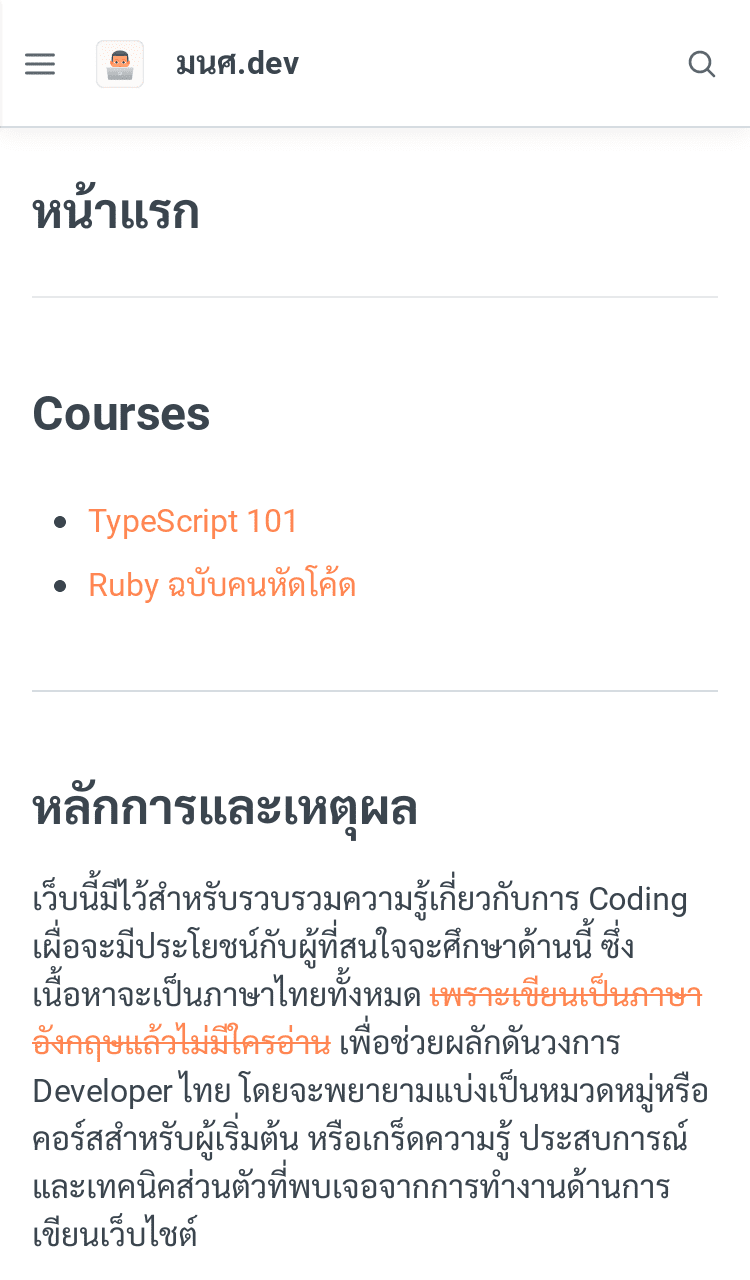 มนศ.dev
หน้าแรก
Courses
TypeScript 101
Ruby ฉบับคนหัดโค้ด
หลักการและเหตุผล
เว็บนี้มีไว้สำหรับรวบรวมความรู้เกี่ยวกับการ Coding
เผื่อจะมีประโยชน์กับผู้ที่สนใจจะศึกษาด้านนี้ ซึ่ง
เนื้อหาจะเป็นภาษาไทยทั้งหมด เพราะเขียนเป็นภาษา
อังกฤษแล้วไม่มีใครอ่าน เพื่อช่วยผลักดันวงการ
Developer ไทย โดยจะพยายามแบ่งเป็นหมวดหมู่หรือ
คอร์สสำหรับผู้เริ่มต้น หรือเกร็ดความรู้ ประสบการณ์
และเทคนิคส่วนตัวที่พบเจอจากการทำงานด้านการ
เขียนเว็บไซต์